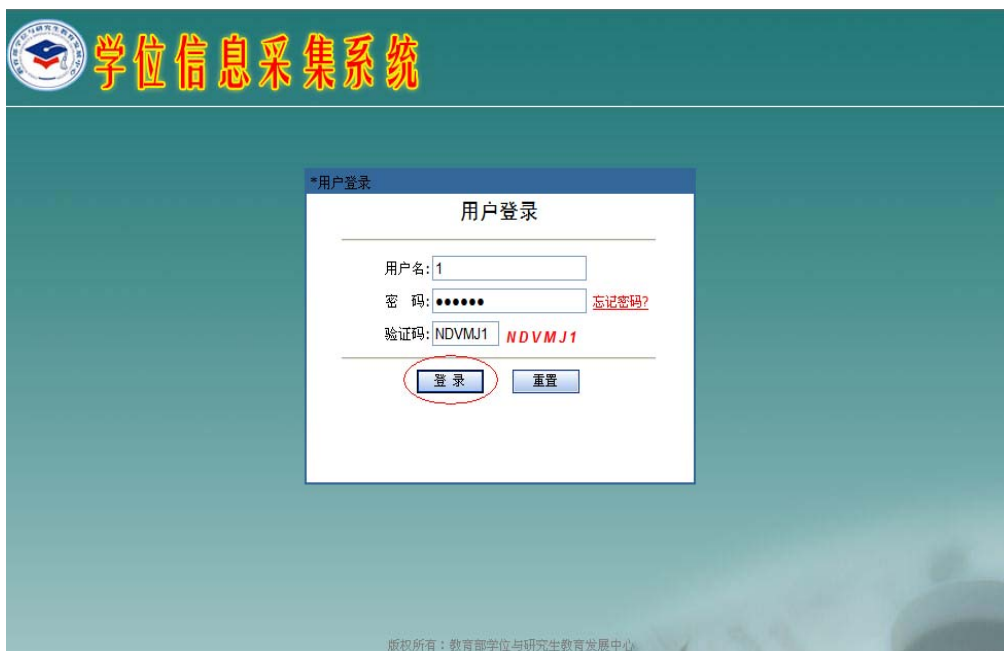 学位信息采集系统
*用户登录
用户登录
用户名: 1
密 码: ●●●●●● 忘记密码?
验证码: NDVMJ1 NDVMJ1
登 录 重置
版权所有：教育部学位与研究生教育发展中心